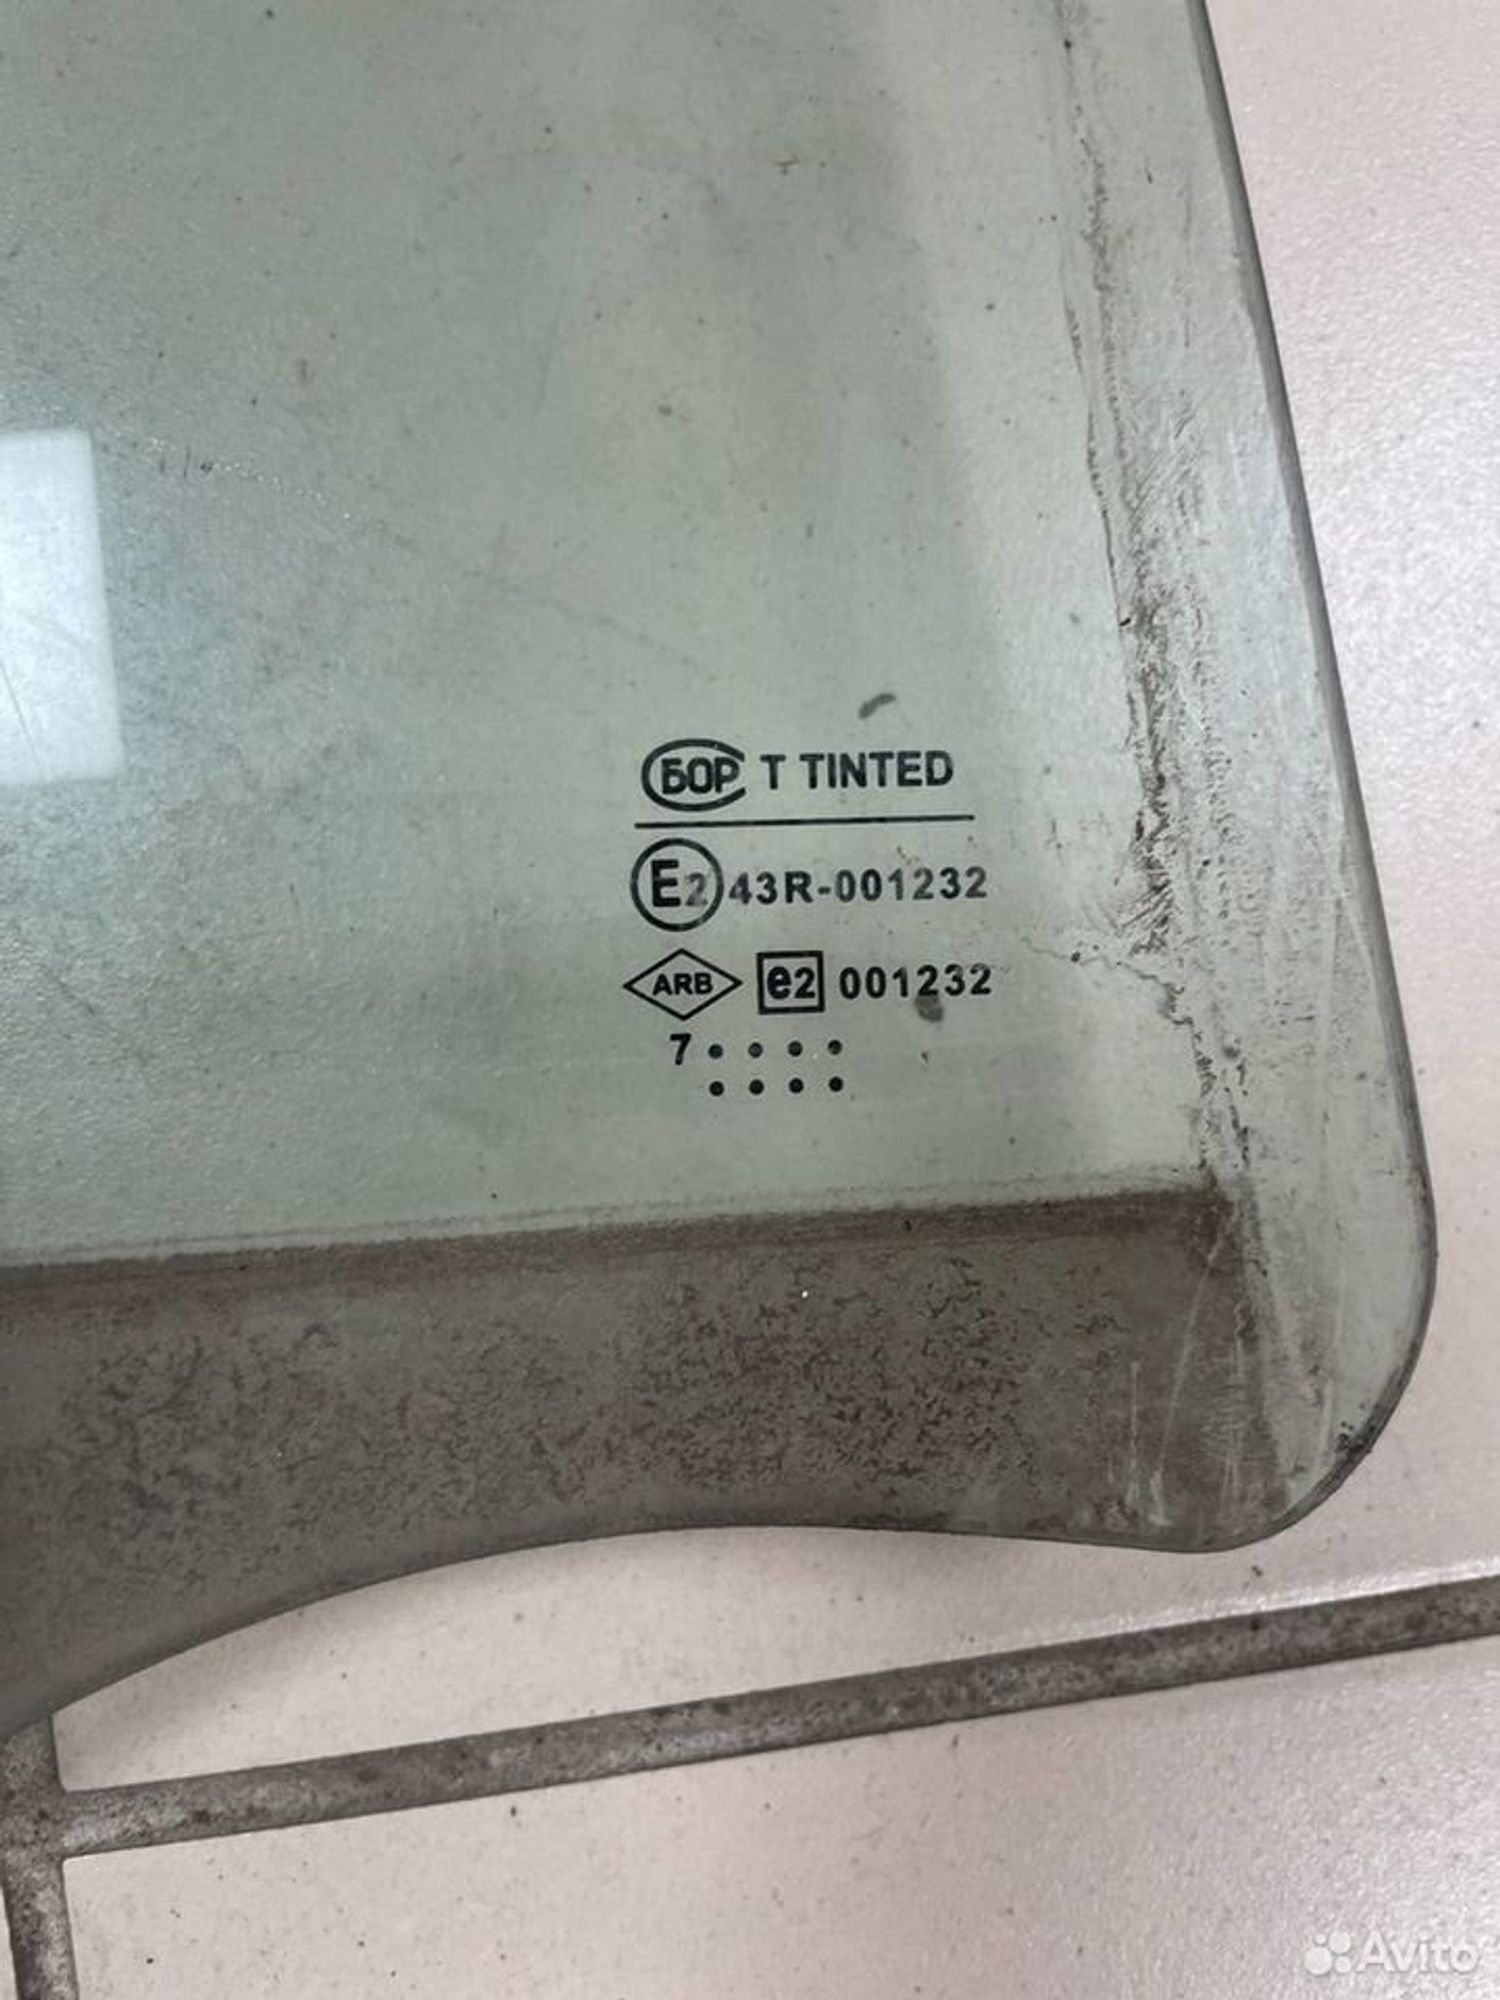 БОР T TINTED
E2 43R-001232
ARB e2 001232
7
Avito